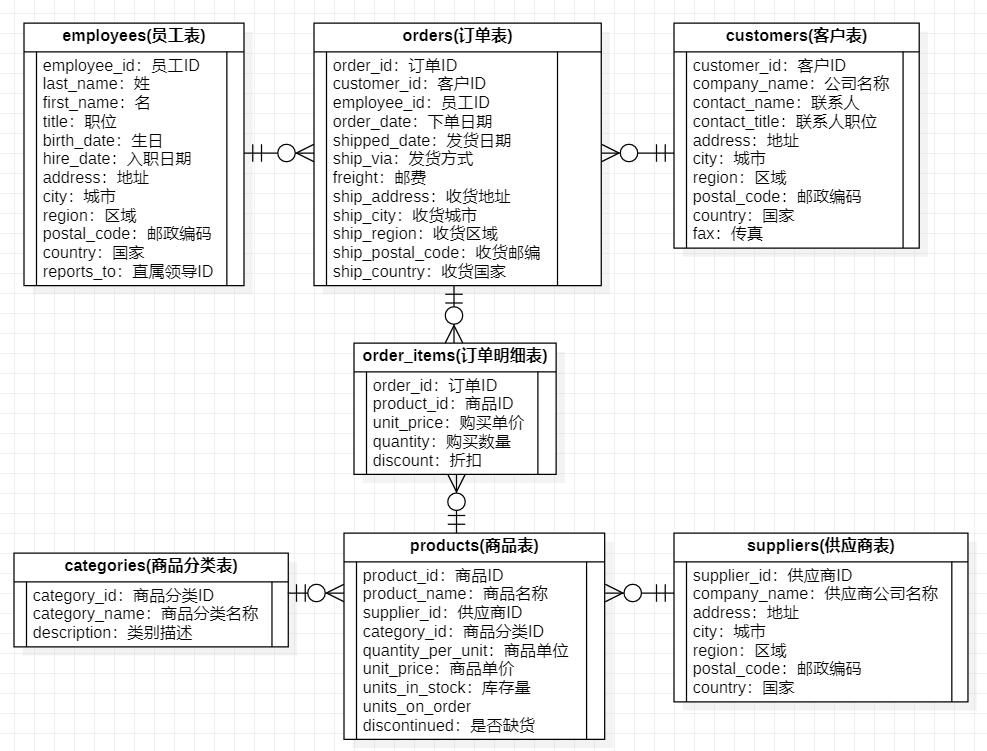 employees(员工表)
employee_id：员工ID
last_name：姓
first_name：名
title：职位
birth_date：生日
hire_date：入职日期
address：地址
city：城市
region：区域
postal_code：邮政编码
country：国家
reports_to：直属领导ID
orders(订单表)
order_id：订单ID
customer_id：客户ID
employee_id：员工ID
order_date：下单日期
shipped_date：发货日期
ship_via：发货方式
freight：邮费
ship_address：收货地址
ship_city：收货城市
ship_region：收货区域
ship_postal_code：收货邮编
ship_country：收货国家
customers(客户表)
customer_id：客户ID
company_name：公司名称
contact_name：联系人
contact_title：联系人职位
address：地址
city：城市
region：区域
postal_code：邮政编码
country：国家
fax：传真
order_items(订单明细表)
order_id：订单ID
product_id：商品ID
unit_price：购买单价
quantity：购买数量
discount：折扣
categories(商品分类表)
category_id：商品分类ID
category_name：商品分类名称
description：类别描述
products(商品表)
product_id：商品ID
product_name：商品名称
supplier_id：供应商ID
category_id：商品分类ID
quantity_per_unit：商品单位
unit_price：商品单价
units_in_stock：库存量
units_on_order
discontinued：是否缺货
suppliers(供应商表)
supplier_id：供应商ID
company_name：供应商公司名称
address：地址
city：城市
region：区域
postal_code：邮政编码
country：国家